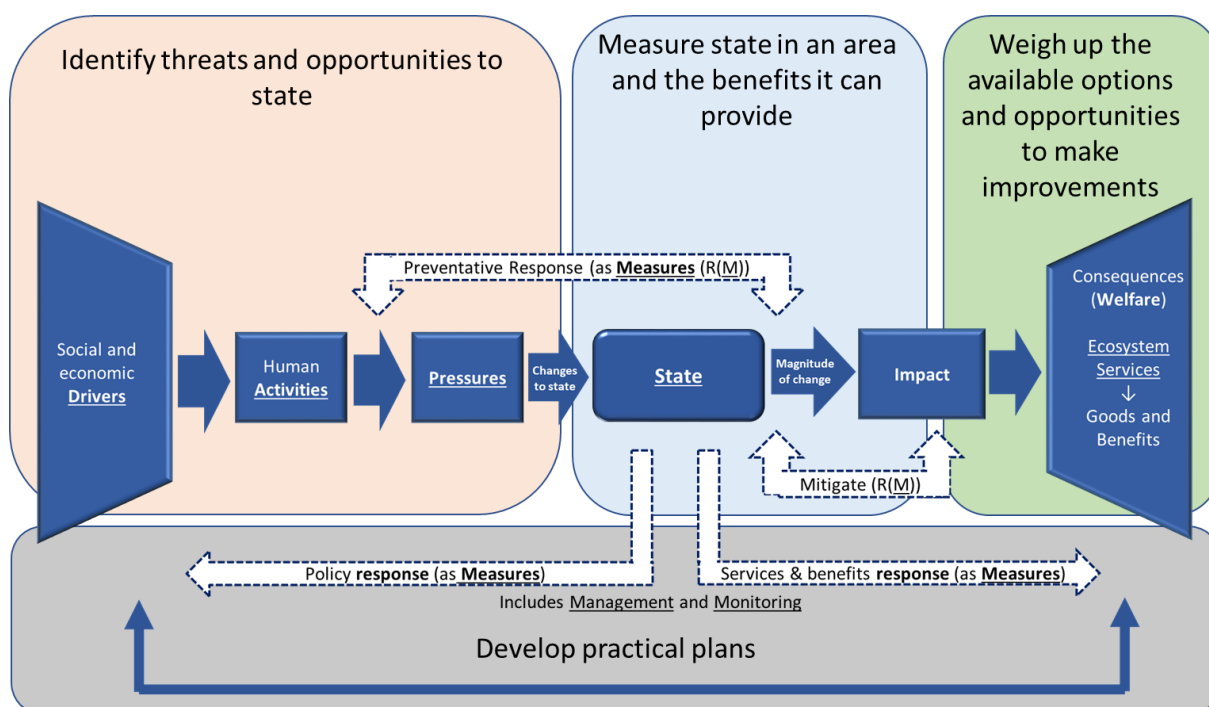 Identify threats and opportunities to
state
Measure state in an area
and the benefits it can
provide
Weigh up the
available options
and opportunities
to make
improvements
Preventative Response (as Measures (R(M))
Social and
economic
Drivers
Human
Activities
Pressures
Changes
to state
State
Magnitude
of change
Impact
Consequences
(Welfare)
Ecosystem
Services
↓
Goods and
Benefits
Mitigate (R(M))
Policy response (as Measures)
Services & benefits response (as Measures)
Includes Management and Monitoring
Develop practical plans